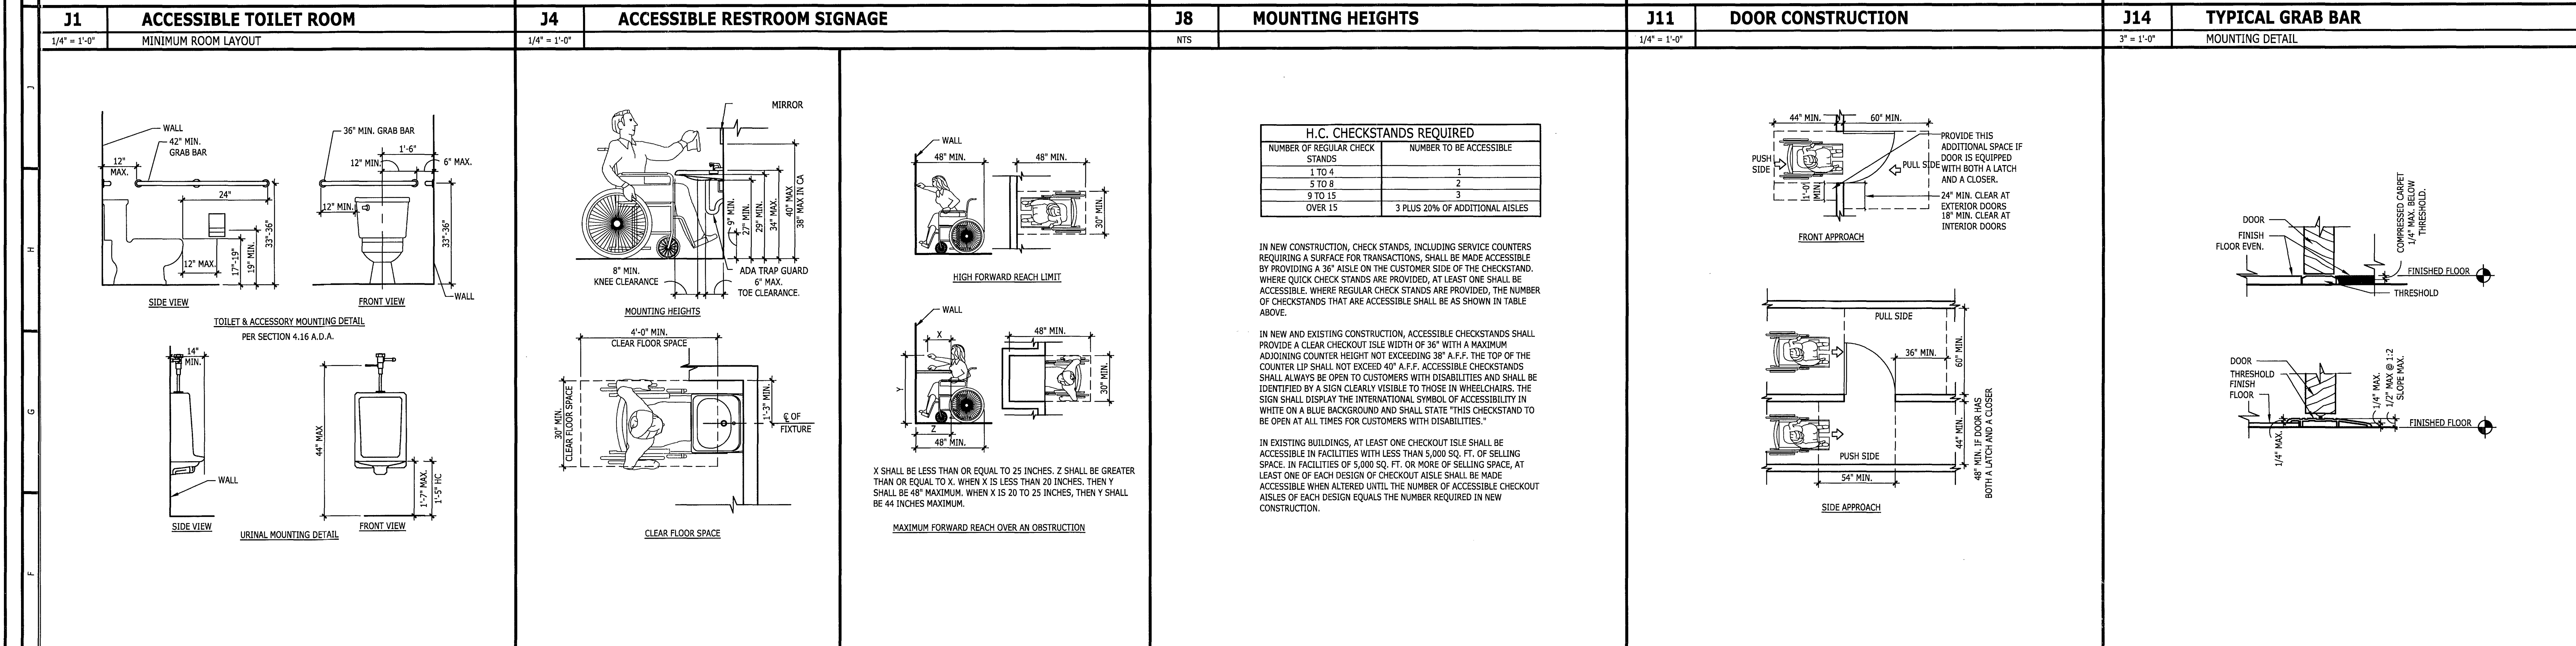 J1
ACCESSIBLE TOILET ROOM
1/4" = 1'-0"
MINIMUM ROOM LAYOUT
J4
ACCESSIBLE RESTROOM SIGNAGE
1/4" = 1'-0"
J8
MOUNTING HEIGHTS
NTS
J11
DOOR CONSTRUCTION
1/4" = 1'-0"
J14
TYPICAL GRAB BAR
3" = 1'-0"
MOUNTING DETAIL
J
H
G
F
WALL
42" MIN.
GRAB BAR
12"
MAX.
24"
12" MAX.
17"-19"
19" MIN.
33"-36"
SIDE VIEW
36" MIN. GRAB BAR
1'-6"
12" MIN.
6" MAX.
12" MIN.
33"-36"
WALL
FRONT VIEW
TOILET & ACCESSORY MOUNTING DETAIL
PER SECTION 4.16 A.D.A.
14"
MIN.
WALL
SIDE VIEW
44" MAX
1'-7" MAX.
1'-5" HC
FRONT VIEW
URINAL MOUNTING DETAIL
MIRROR
9" MIN.
27" MIN.
29" MIN.
34" MAX.
40" MAX
38" MAX IN CA
8" MIN.
KNEE CLEARANCE
ADA TRAP GUARD
6" MAX.
TOE CLEARANCE.
MOUNTING HEIGHTS
4'-0" MIN.
CLEAR FLOOR SPACE
30" MIN.
CLEAR FLOOR SPACE
1'-3" MIN.
℄ OF
FIXTURE
CLEAR FLOOR SPACE
WALL
48" MIN.
48" MIN.
30" MIN.
HIGH FORWARD REACH LIMIT
WALL
X
Y
Z
48" MIN.
48" MIN.
30" MIN.
X SHALL BE LESS THAN OR EQUAL TO 25 INCHES. Z SHALL BE GREATER
THAN OR EQUAL TO X. WHEN X IS LESS THAN 20 INCHES. THEN Y
SHALL BE 48" MAXIMUM. WHEN X IS 20 TO 25 INCHES, THEN Y SHALL
BE 44 INCHES MAXIMUM.
MAXIMUM FORWARD REACH OVER AN OBSTRUCTION
H.C. CHECKSTANDS REQUIRED
NUMBER OF REGULAR CHECK
STANDS
NUMBER TO BE ACCESSIBLE
1 TO 4
1
5 TO 8
2
9 TO 15
3
OVER 15
3 PLUS 20% OF ADDITIONAL AISLES
IN NEW CONSTRUCTION, CHECK STANDS, INCLUDING SERVICE COUNTERS
REQUIRING A SURFACE FOR TRANSACTIONS, SHALL BE MADE ACCESSIBLE
BY PROVIDING A 36" AISLE ON THE CUSTOMER SIDE OF THE CHECKSTAND.
WHERE QUICK CHECK STANDS ARE PROVIDED, AT LEAST ONE SHALL BE
ACCESSIBLE. WHERE REGULAR CHECK STANDS ARE PROVIDED, THE NUMBER
OF CHECKSTANDS THAT ARE ACCESSIBLE SHALL BE AS SHOWN IN TABLE
ABOVE.
IN NEW AND EXISTING CONSTRUCTION, ACCESSIBLE CHECKSTANDS SHALL
PROVIDE A CLEAR CHECKOUT ISLE WIDTH OF 36" WITH A MAXIMUM
ADJOINING COUNTER HEIGHT NOT EXCEEDING 38" A.F.F. THE TOP OF THE
COUNTER LIP SHALL NOT EXCEED 40" A.F.F. ACCESSIBLE CHECKSTANDS
SHALL ALWAYS BE OPEN TO CUSTOMERS WITH DISABILITIES AND SHALL BE
IDENTIFIED BY A SIGN CLEARLY VISIBLE TO THOSE IN WHEELCHAIRS. THE
SIGN SHALL DISPLAY THE INTERNATIONAL SYMBOL OF ACCESSIBILITY IN
WHITE ON A BLUE BACKGROUND AND SHALL STATE "THIS CHECKSTAND TO
BE OPEN AT ALL TIMES FOR CUSTOMERS WITH DISABILITIES."
IN EXISTING BUILDINGS, AT LEAST ONE CHECKOUT ISLE SHALL BE
ACCESSIBLE IN FACILITIES WITH LESS THAN 5,000 SQ. FT. OF SELLING
SPACE. IN FACILITIES OF 5,000 SQ. FT. OR MORE OF SELLING SPACE, AT
LEAST ONE OF EACH DESIGN OF CHECKOUT AISLE SHALL BE MADE
ACCESSIBLE WHEN ALTERED UNTIL THE NUMBER OF ACCESSIBLE CHECKOUT
AISLES OF EACH DESIGN EQUALS THE NUMBER REQUIRED IN NEW
CONSTRUCTION.
44" MIN.
60" MIN.
PUSH
SIDE
PULL SIDE
1'-0"
MIN.
PROVIDE THIS
ADDITIONAL SPACE IF
DOOR IS EQUIPPED
WITH BOTH A LATCH
AND A CLOSER.
24" MIN. CLEAR AT
EXTERIOR DOORS
18" MIN. CLEAR AT
INTERIOR DOORS
FRONT APPROACH
PULL SIDE
36" MIN.
60" MIN.
44" MIN.
48" MIN. IF DOOR HAS
BOTH A LATCH AND A CLOSER
PUSH SIDE
54" MIN.
SIDE APPROACH
DOOR
FINISH
FLOOR EVEN.
COMPRESSED CARPET
1/4" MAX. BELOW
THRESHOLD.
FINISHED FLOOR
THRESHOLD
DOOR
THRESHOLD
FINISH
FLOOR
1/4" MAX.
1/4" MAX.
1/2" MAX @ 1:2
SLOPE MAX.
FINISHED FLOOR